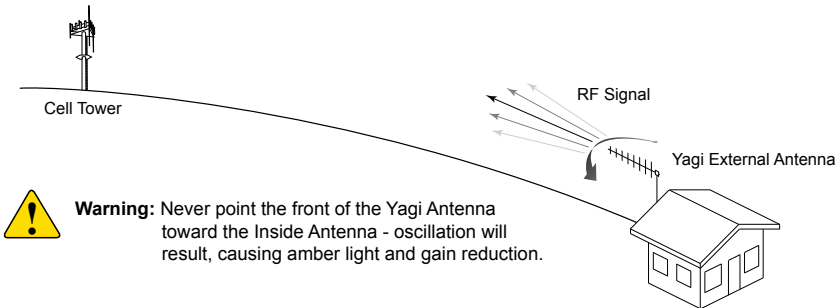 RF Signal
Cell Tower
Yagi External Antenna
Warning: Never point the front of the Yagi Antenna
toward the Inside Antenna - oscillation will
result, causing amber light and gain reduction.